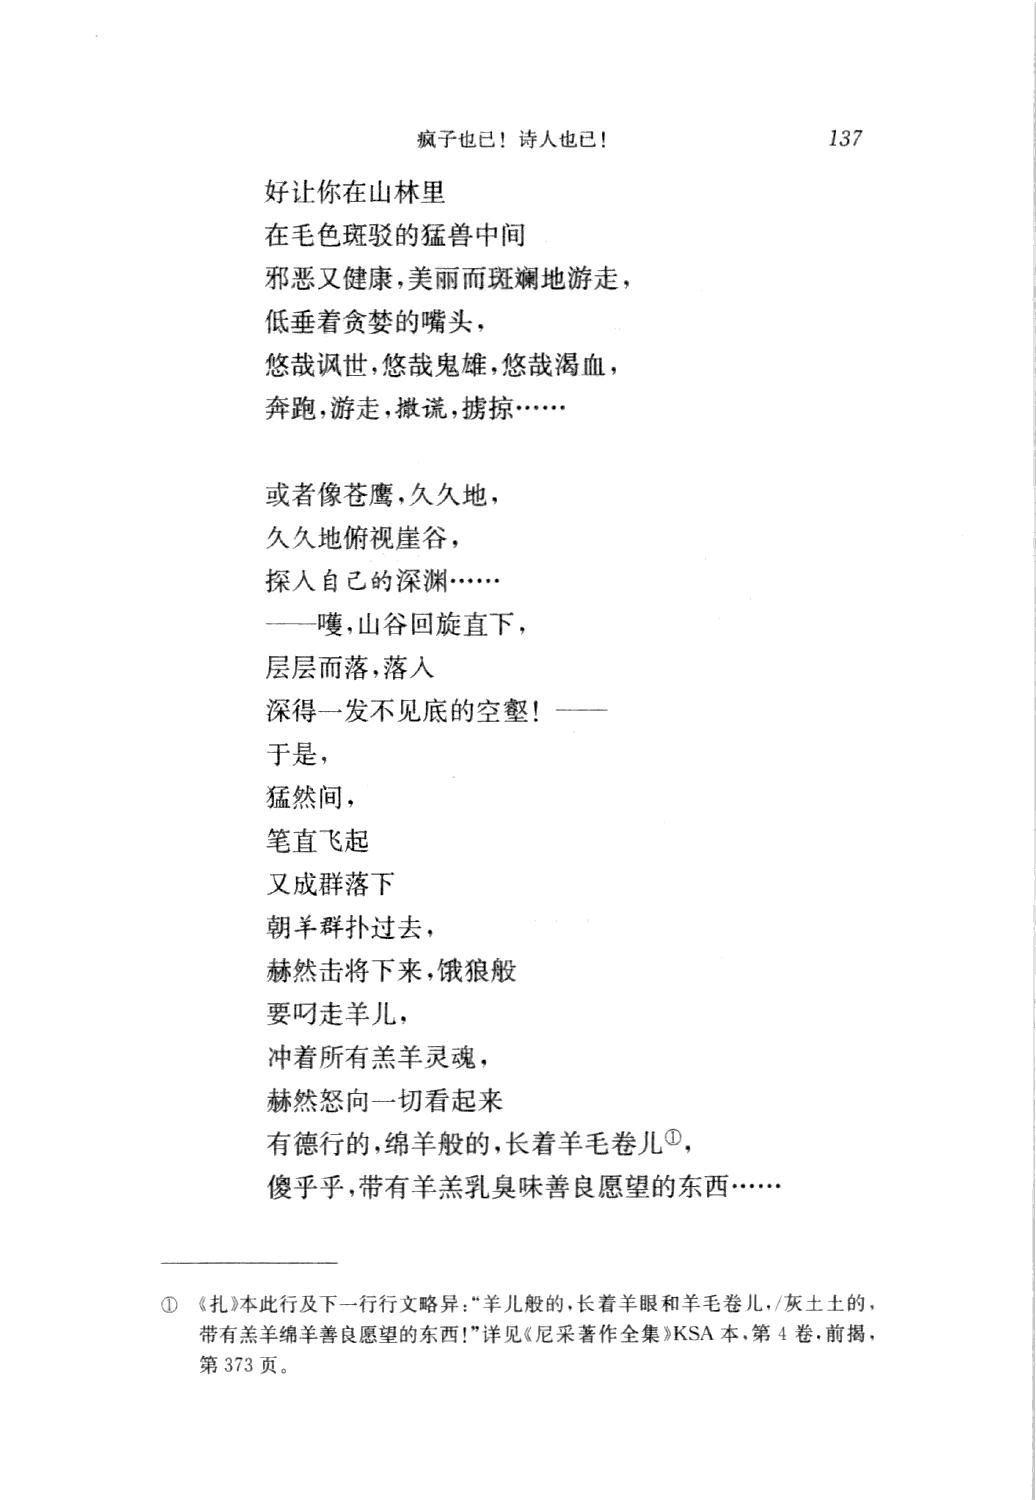 疯子也已！诗人也已！ 137
好让你在山林里
在毛色斑驳的猛兽中间
邪恶又健康，美丽而斑斓地游走，
低垂着贪婪的嘴头，
悠哉讽世，悠哉鬼雄，悠哉渴血，
奔跑，游走，撒谎，掳掠……
或者像苍鹰，久久地，
久久地俯视崖谷，
探入自己的深渊……
——嚄，山谷回旋直下，
层层而落，落入
深得一发不见底的空壑！——
于是，
猛然间，
笔直飞起
又成群落下
朝羊群扑过去，
赫然击将下来，饿狼般
要叼走羊儿，
冲着所有羔羊灵魂，
赫然怒向一切看起来
有德行的，绵羊般的，长着羊毛卷儿①，
傻乎乎，带有羊羔乳臭味善良愿望的东西……
① 《扎》本此行及下一行行文略异：“羊儿般的，长着羊眼和羊毛卷儿，/灰土土的，
带有羔羊绵羊善良愿望的东西！”详见《尼采著作全集》KSA 本，第 4 卷，前揭，
第 373 页。